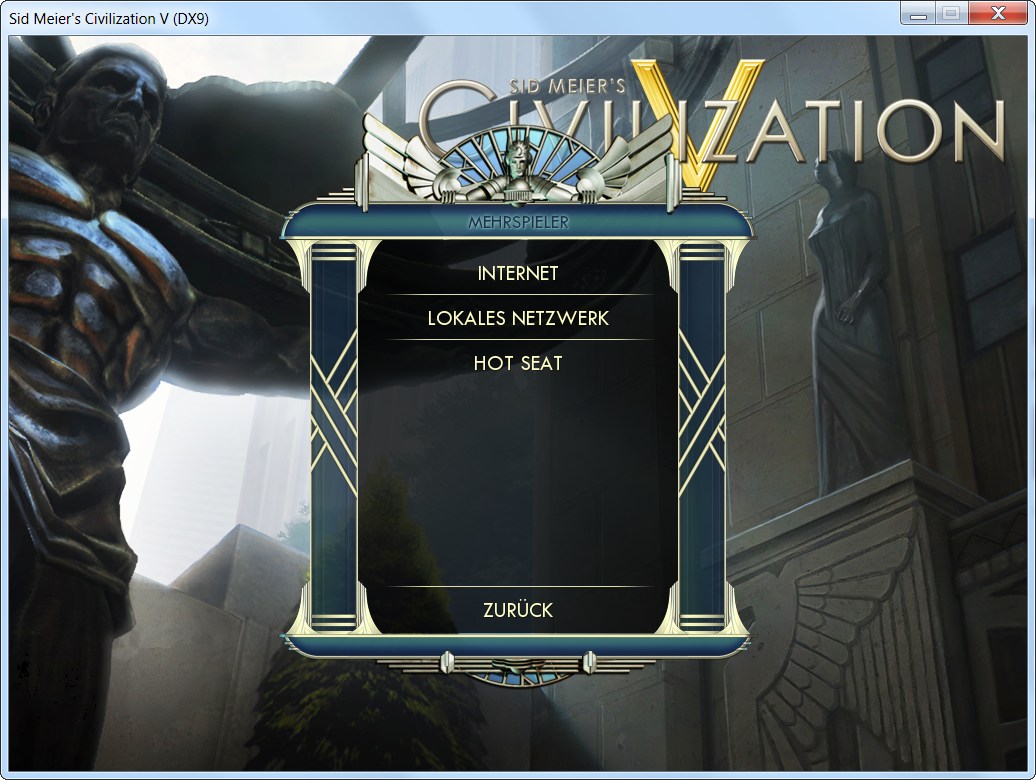 Sid Meier's Civilization V (DX9)
SID MEIER'S
CIVILIZATION V
MEHRSPIELER
INTERNET
LOKALES NETZWERK
HOT SEAT
ZURÜCK